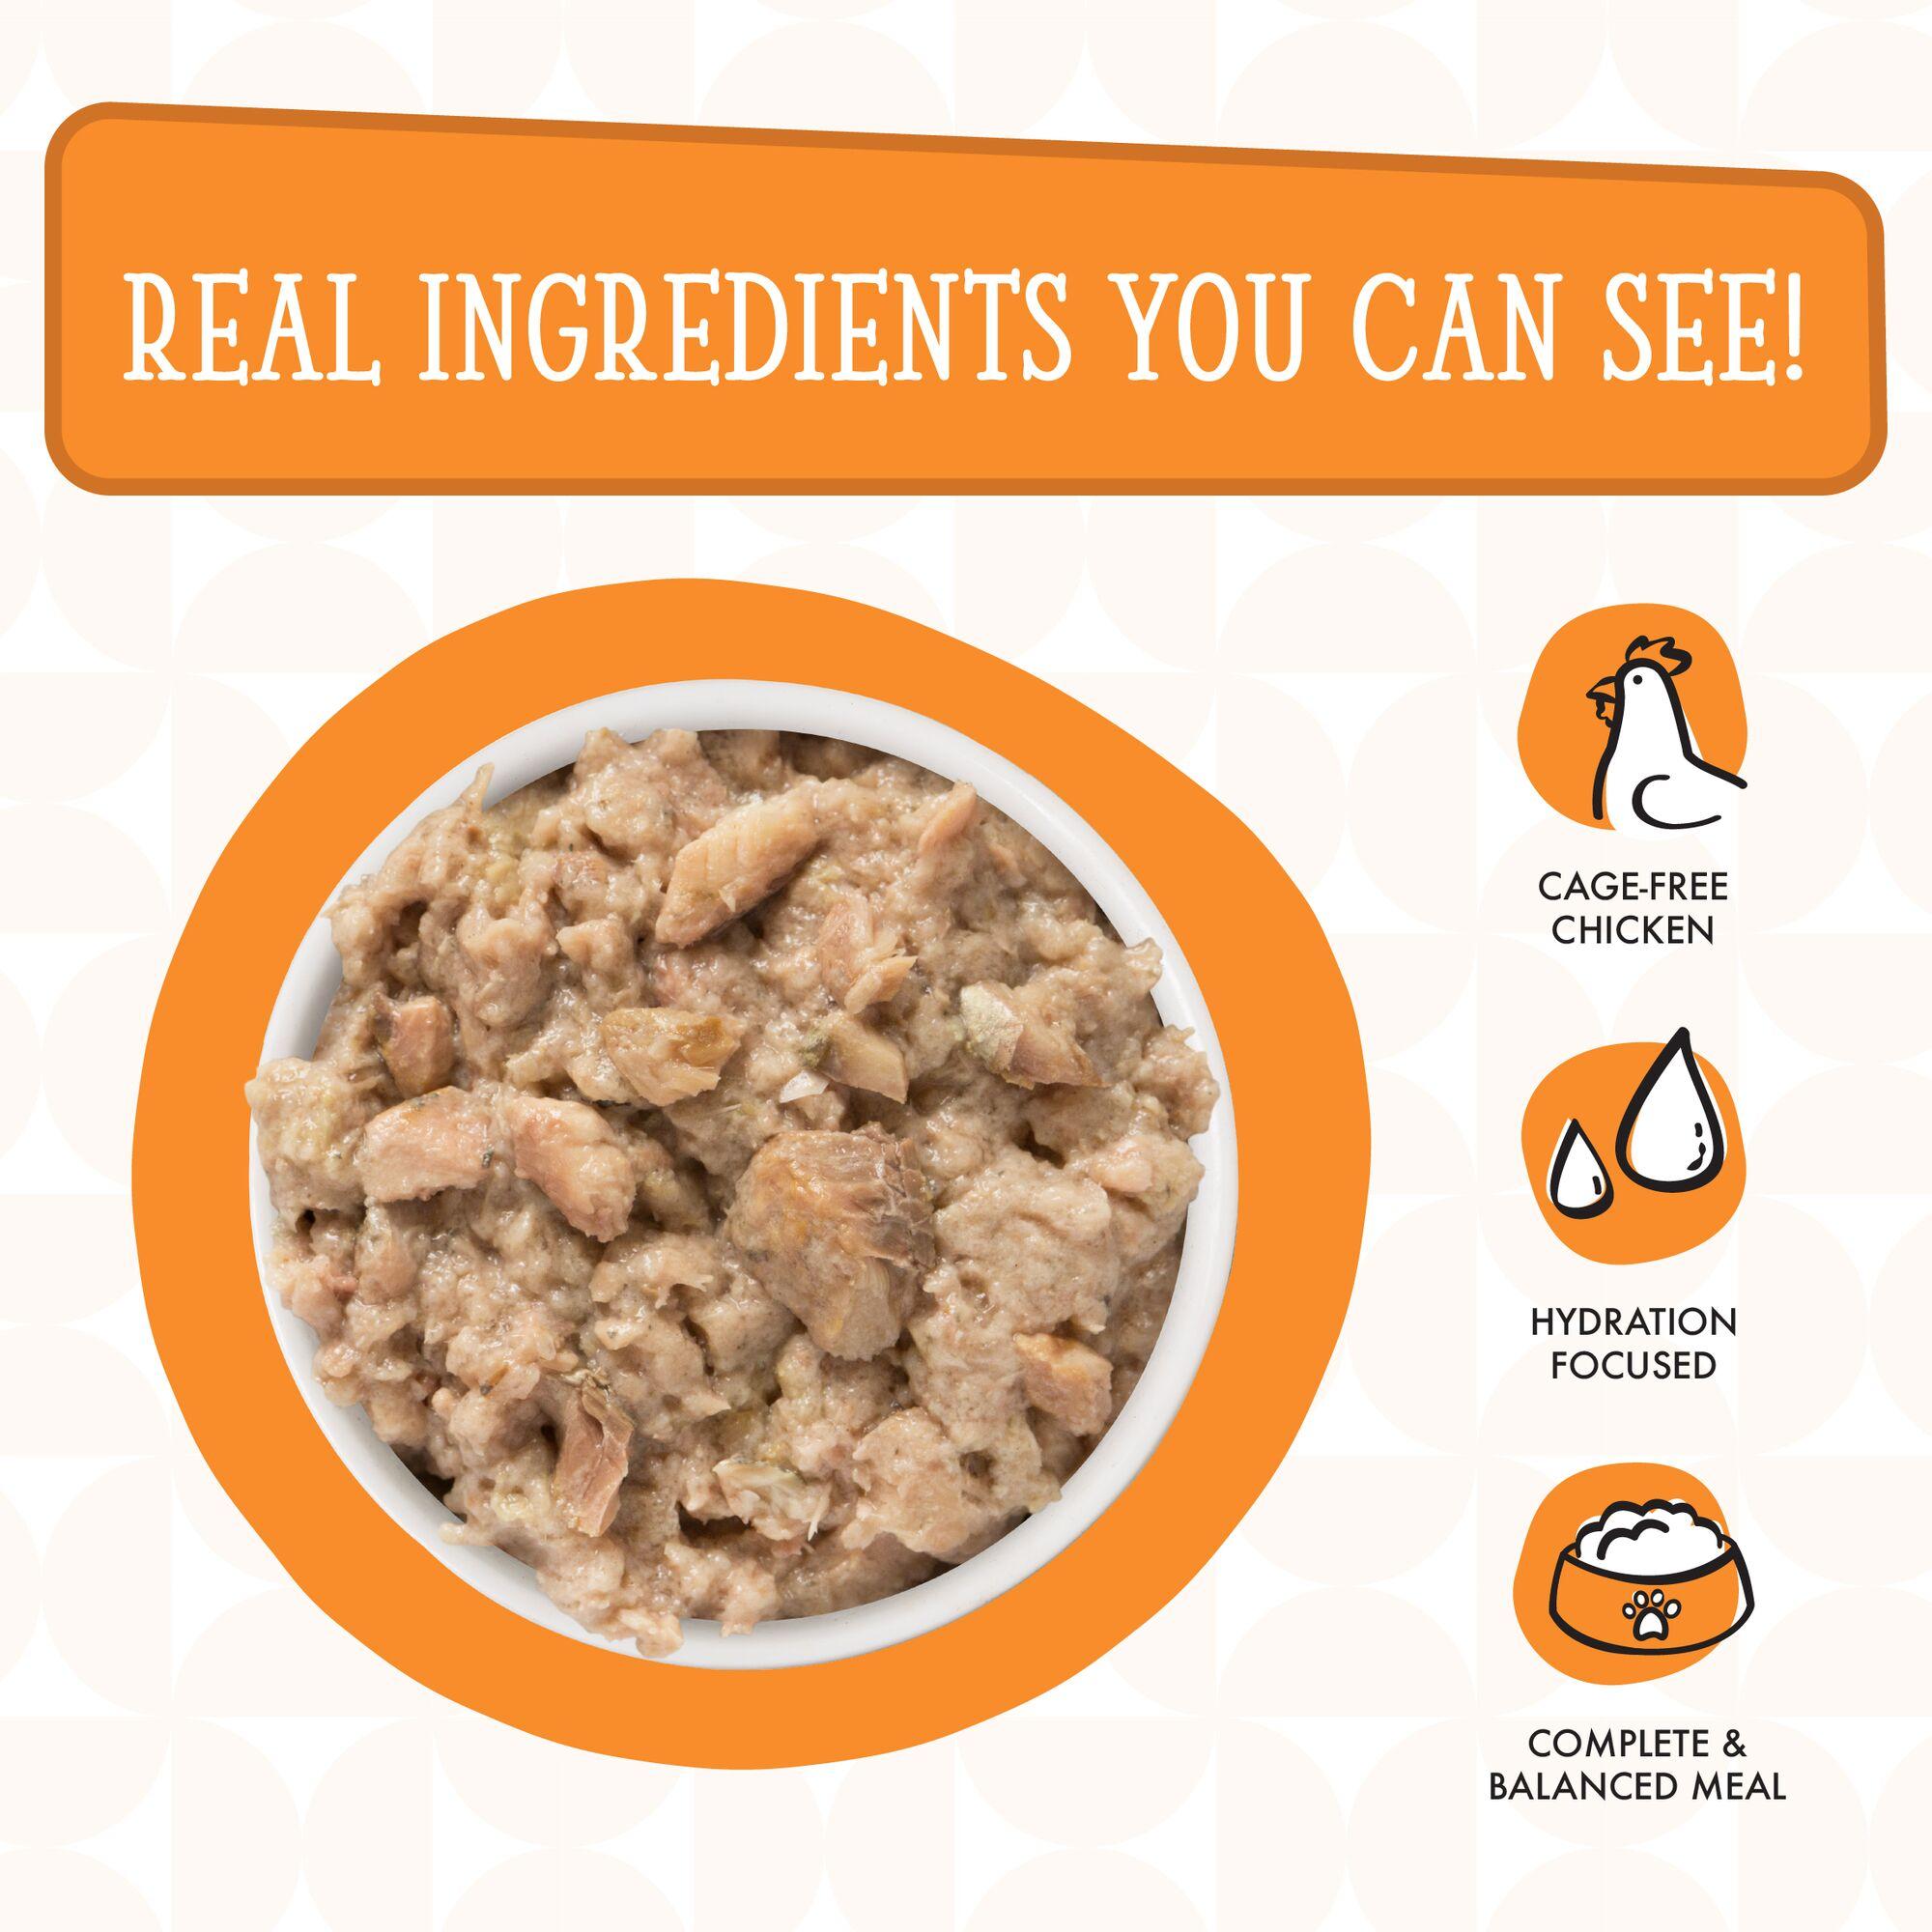 REAL INGREDIENTS YOU CAN SEE!
CAGE-FREE
CHICKEN
HYDRATION
FOCUSED
COMPLETE &
BALANCED MEAL